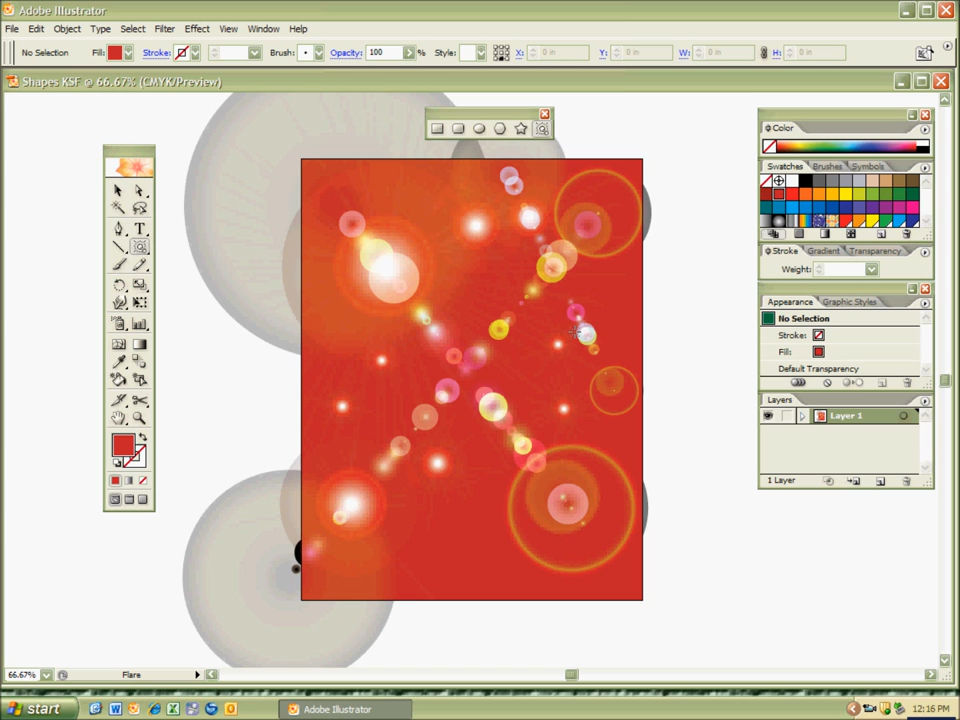 Adobe Illustrator
File Edit Object Type Filter Effect View Window Help
No Selection Fill: Stroke: Brush: Opacity: 100 % Style: X: 0 in Y: 0 in W: 0 in H: 0 in
Shapes KSF @ 66.67% (CMYK/Preview)
Color
Swatches Brushes Symbols
Stroke Gradient Transparency
Weight:
Appearance Graphic Styles
No Selection
Stroke:
Fill:
Default Transparency
Layers
Layer 1
1 Layer
T
66.67% Flare
start Adobe Illustrator 12:16 PM